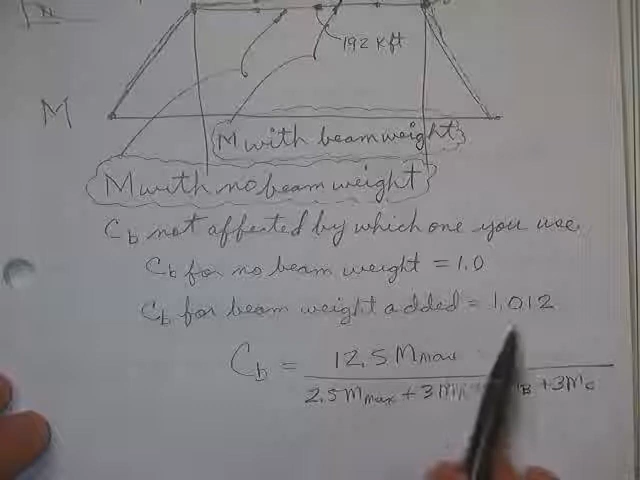 192 Kft
M
M with beam weight
M with no beam weight
Cb not affected by which one you use
Cb for no beam weight = 1.0
Cb for beam weight added = 1.012
Cb = 12.5 Mmax
2.5 Mmax + 3M B + 3Mc